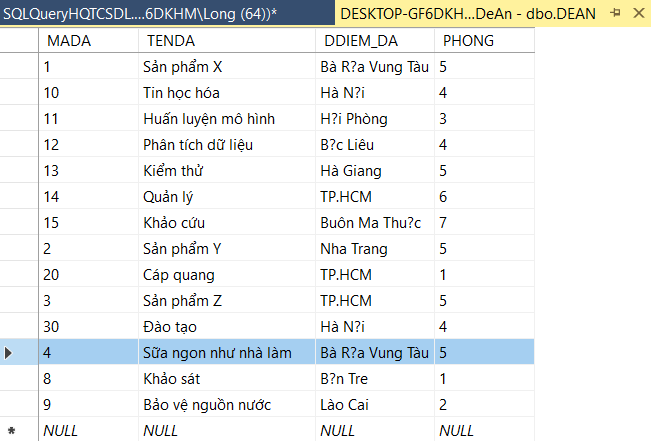 SQLQueryHQTCSDL....6DKHM\Long (64))* DESKTOP-GF6DKH...DeAn - dbo.DEAN
MADA TENDA DDIEM_DA PHONG
1 Sản phẩm X Bà R?a Vung Tàu 5
10 Tin học hóa Hà N?i 4
11 Huấn luyện mô hình H?i Phòng 3
12 Phân tích dữ liệu B?c Liêu 4
13 Kiểm thử Hà Giang 5
14 Quản lý TP.HCM 6
15 Khảo cứu Buôn Ma Thu?c 7
2 Sản phẩm Y Nha Trang 5
20 Cáp quang TP.HCM 1
3 Sản phẩm Z TP.HCM 5
30 Đào tạo Hà N?i 4
4 Sữa ngon như nhà làm Bà R?a Vung Tàu 5
8 Khảo sát B?n Tre 1
9 Bảo vệ nguồn nước Lào Cai 2
NULL NULL NULL NULL